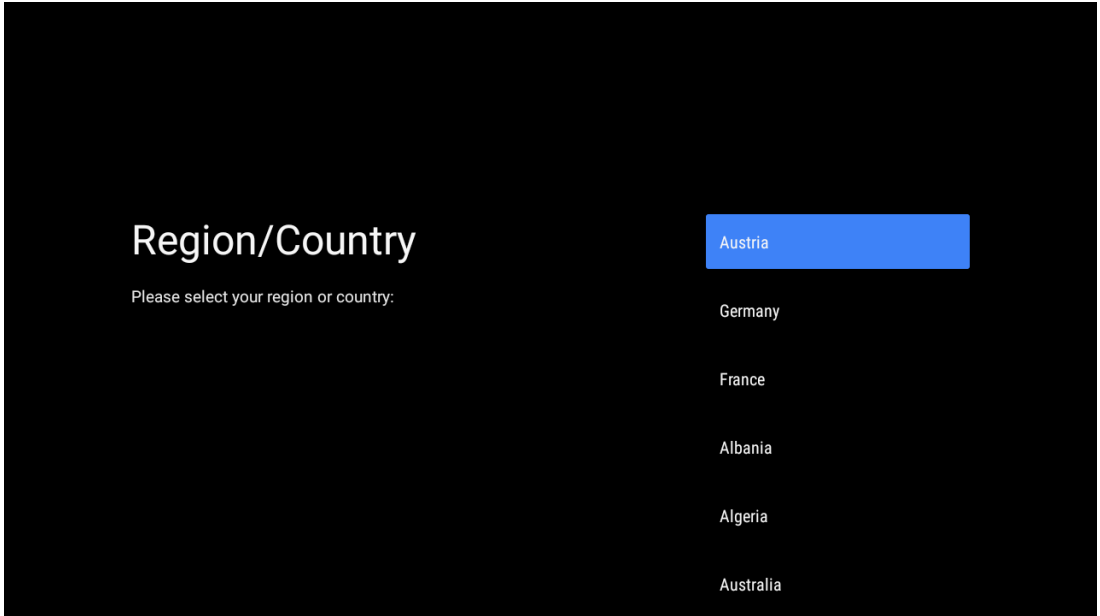 Region/Country
Please select your region or country:
Austria
Germany
France
Albania
Algeria
Australia